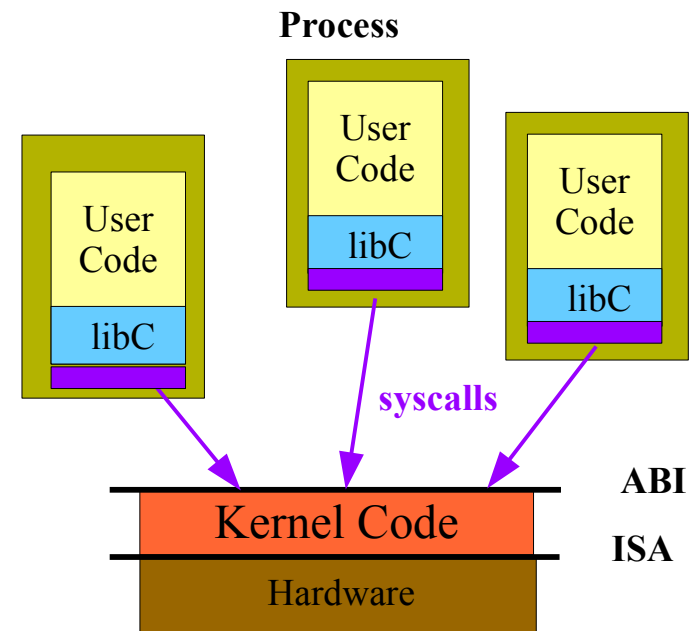 Process
User
Code
libC
User
Code
libC
User
Code
libC
syscalls
ABI
Kernel Code
ISA
Hardware